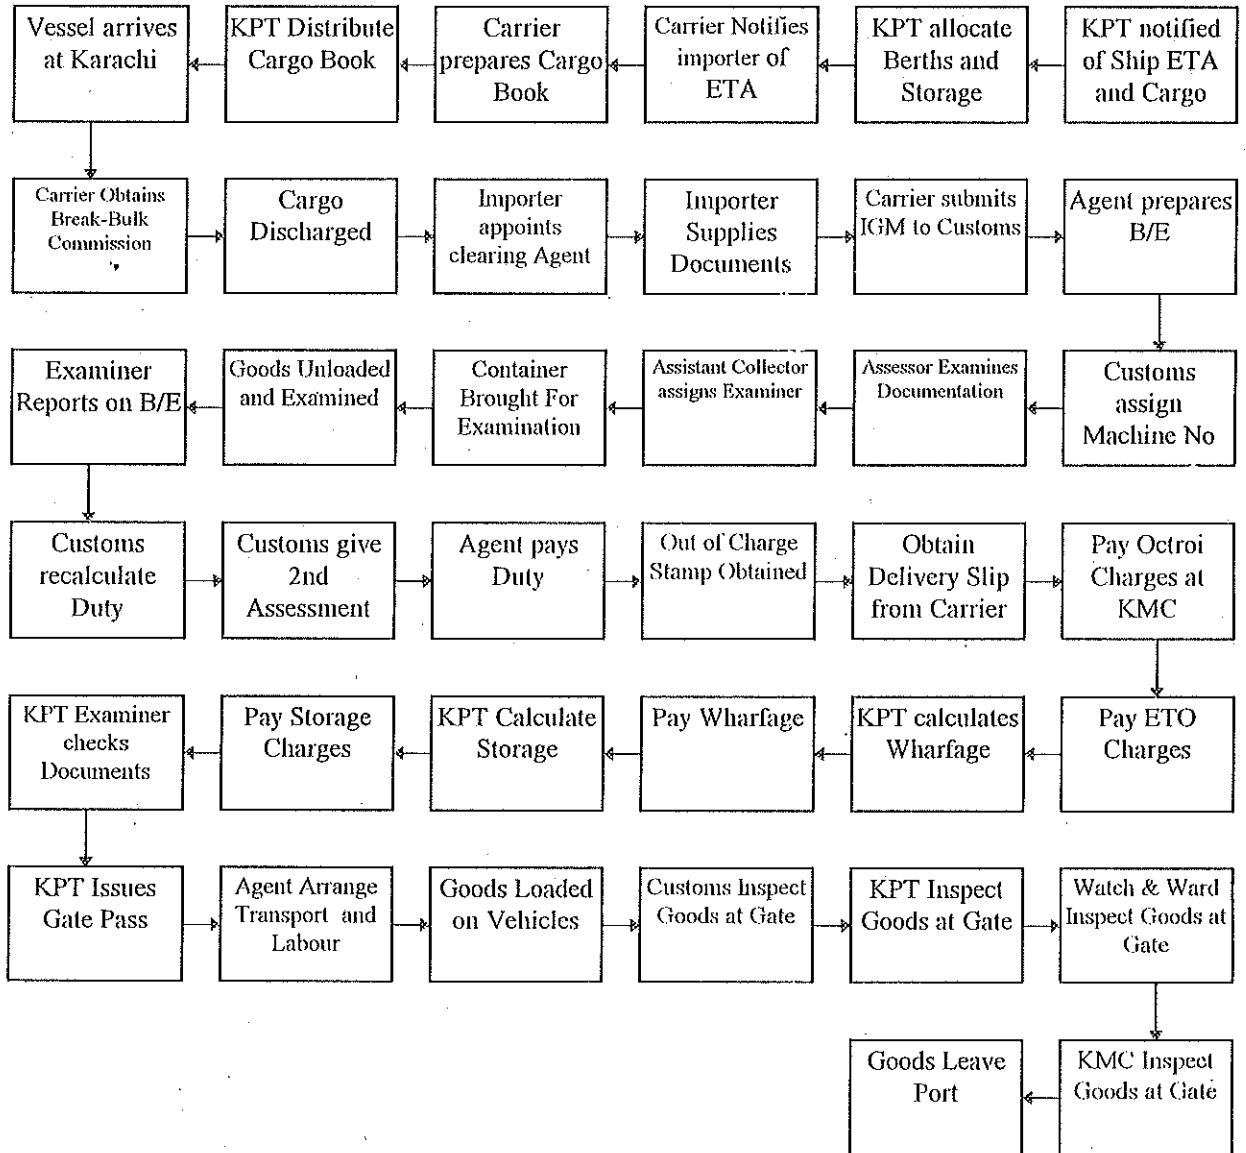 Vessel arrives
at Karachi
KPT Distribute
Cargo Book
Carrier
prepares Cargo
Book
Carrier Notifies
importer of
ETA
KPT allocate
Berths and
Storage
KPT notified
of Ship ETA
and Cargo
Carrier Obtains
Break-Bulk
Commission
Cargo
Discharged
Importer
appoints
clearing Agent
Importer
Supplies
Documents
Carrier submits
IGM to Customs
Agent prepares
B/E
Examiner
Reports on B/E
Goods Unloaded
and Examined
Container
Brought For
Examination
Assistant Collector
assigns Examiner
Assessor Examines
Documentation
Customs
assign
Machine No
Customs
recalculate
Duty
Customs give
2nd
Assessment
Agent pays
Duty
Out of Charge
Stamp Obtained
Obtain
Delivery Slip
from Carrier
Pay Octroi
Charges at
KMC
KPT Examiner
checks
Documents
Pay Storage
Charges
KPT Calculate
Storage
Pay Wharfage
KPT calculates
Wharfage
Pay ETO
Charges
KPT Issues
Gate Pass
Agent Arrange
Transport and
Labour
Goods Loaded
on Vehicles
Customs Inspect
Goods at Gate
KPT Inspect
Goods at Gate
Watch & Ward
Inspect Goods at
Gate
Goods Leave
Port
KMC Inspect
Goods at Gate